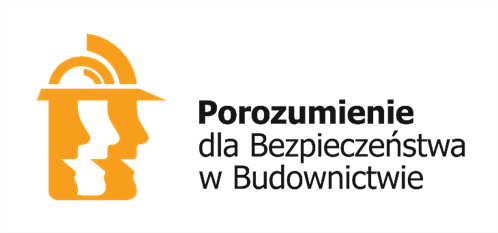 Porozumienie
dla Bezpieczeństwa
w Budownictwie